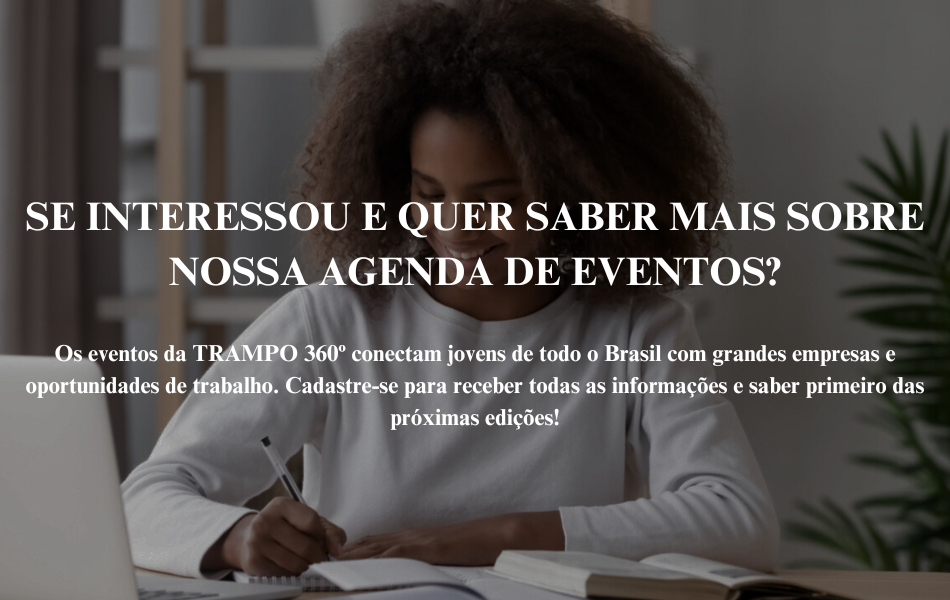 SE INTERESSOU E QUER SABER MAIS SOBRE
NOSSA AGENDA DE EVENTOS?
Os eventos da TRAMPO 360º conectam jovens de todo o Brasil com grandes empresas e
oportunidades de trabalho. Cadastre-se para receber todas as informações e saber primeiro das
próximas edições!